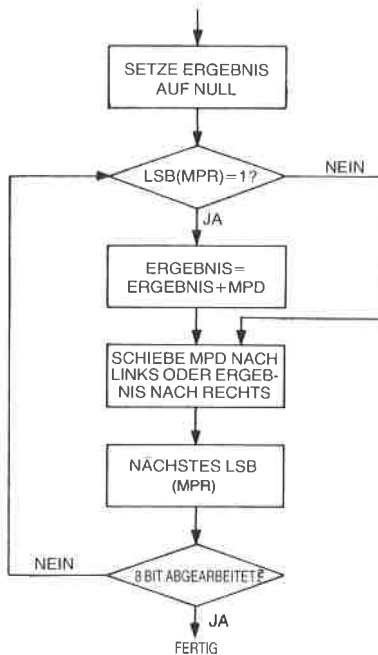 SETZE ERGEBNIS
AUF NULL
LSB(MPR)=1?
NEIN
JA
ERGEBNIS=
ERGEBNIS+MPD
SCHIEBE MPD NACH
LINKS ODER ERGEB-
NIS NACH RECHTS
NÄCHSTES LSB
(MPR)
NEIN
8 BIT ABGEARBEITET?
JA
FERTIG